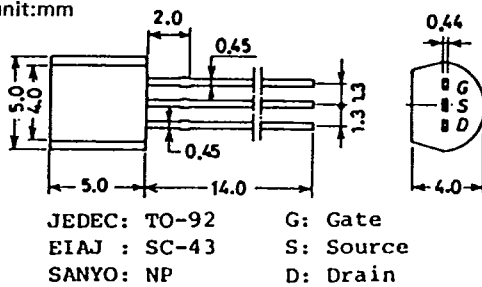 unit:mm
2.0
0.45
0.44
5.0
4.0
1.3
1.3
G
S
D
0.45
5.0
14.0
4.0
JEDEC: TO-92 G: Gate
EIAJ : SC-43 S: Source
SANYO: NP D: Drain